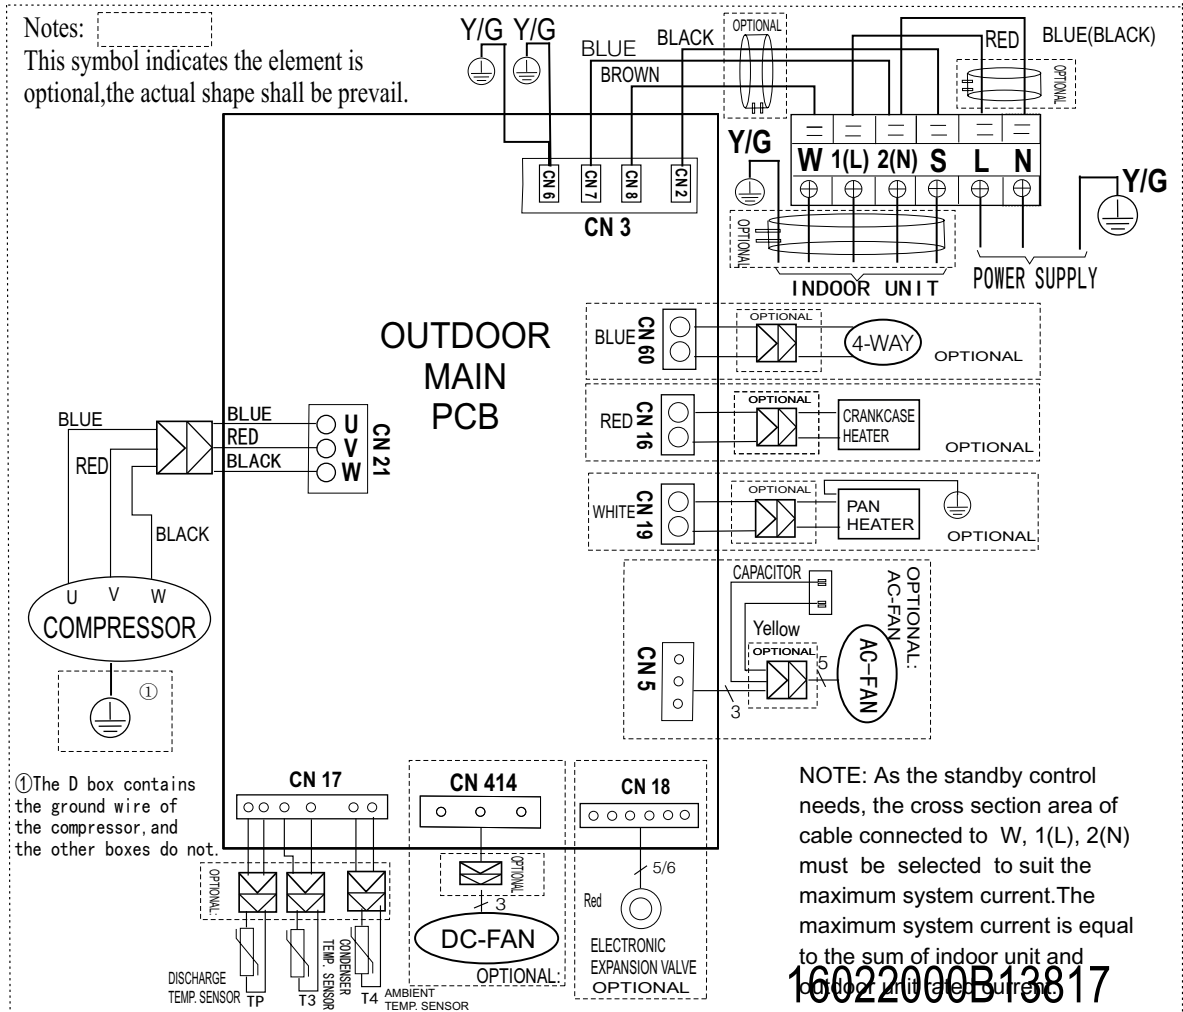 Notes:
This symbol indicates the element is
optional,the actual shape shall be prevail.
Y/G Y/G
BLUE
BLACK
BROWN
OPTIONAL
RED
BLUE(BLACK)
OPTIONAL
Y/G
W 1(L) 2(N) S L N
Y/G
CN 6
CN 7
CN 8
CN 2
CN 3
OPTIONAL
INDOOR UNIT
POWER SUPPLY
OUTDOOR
MAIN
PCB
BLUE
CN 60
OPTIONAL
4-WAY
OPTIONAL
RED
CN 16
OPTIONAL
CRANKCASE
HEATER
OPTIONAL
WHITE
CN 19
OPTIONAL
PAN
HEATER
OPTIONAL
BLUE
RED
BLACK
BLUE
RED
BLACK
U
V
W
CN 21
U V W
COMPRESSOR
①
①The D box contains
the ground wire of
the compressor,and
the other boxes do not.
CAPACITOR
OPTIONAL:
AC-FAN
Yellow
OPTIONAL
5
CN 5
3
AC-FAN
CN 17
OPTIONAL:
DISCHARGE
TEMP. SENSOR
TP
T3
CONDENSER
TEMP. SENSOR
T4
AMBIENT
TEMP. SENSOR
CN 414
OPTIONAL
3
DC-FAN
OPTIONAL:
CN 18
5/6
Red
ELECTRONIC
EXPANSION VALVE
OPTIONAL
NOTE: As the standby control
needs, the cross section area of
cable connected to W, 1(L), 2(N)
must be selected to suit the
maximum system current.The
maximum system current is equal
to the sum of indoor unit and
outdoor unit rated current.
16022000B13817